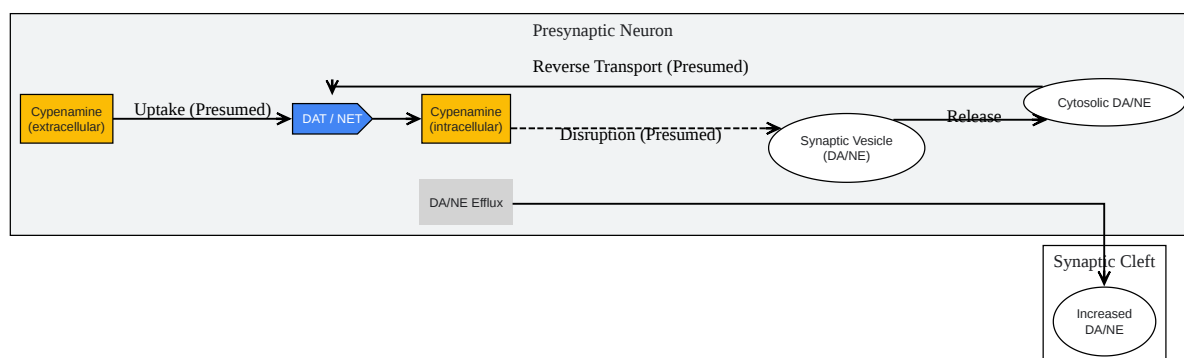 Presynaptic Neuron
Reverse Transport (Presumed)
Cypenamine
(extracellular)
Uptake (Presumed)
DAT / NET
Cypenamine
(intracellular)
Disruption (Presumed)
Synaptic Vesicle
(DA/NE)
Release
Cytosolic DA/NE
DA/NE Efflux
Synaptic Cleft
Increased
DA/NE